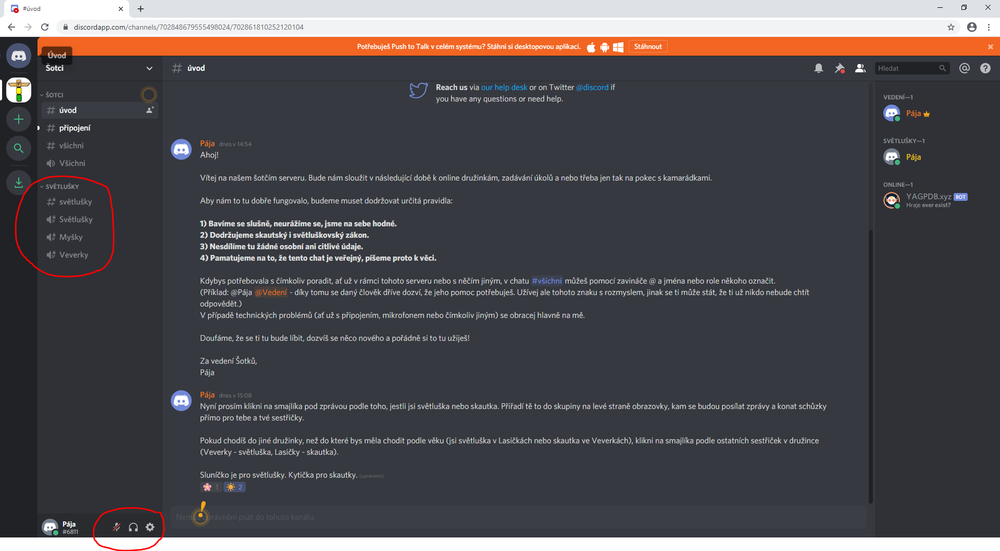 #úvod
discordapp.com/channels/702848679555498024/702861810252120104
Potřebuješ Push to Talk v celém systému? Stáhni si desktopovou aplikaci.
Stáhnout
Úvod
Šotci
# úvod
Hledat
ŠOTCI
# úvod
# připojení
# všichni
Všichni
SVĚTLUŠKY
světlušky
Světlušky
Myšky
Veverky
Pája
#6811
Reach us via our help desk or on Twitter @discord if
you have any questions or need help.
Pája dnes v 14:54
Ahoj!
Vítej na našem šotčím serveru. Bude nám sloužit v následující době k online družinkám, zadávání úkolů a nebo třeba jen tak na pokec s kamarádkami.
Aby nám to tu dobře fungovalo, budeme muset dodržovat určitá pravidla:
1) Bavíme se slušně, neurážíme se, jsme na sebe hodné.
2) Dodržujeme skautský i světluškovský zákon.
3) Nesdílíme tu žádné osobní ani citlivé údaje.
4) Pamatujeme na to, že tento chat je veřejný, píšeme proto k věci.
Kdybys potřebovala s čímkoliv poradit, ať už v rámci tohoto serveru nebo s něčím jiným, v chatu #všichni můžeš pomocí zavináče @ a jména nebo role někoho označit.
(Příklad: @Pája @Vedení - díky tomu se daný člověk dříve dozví, že jeho pomoc potřebuješ. Užívej ale tohoto znaku s rozmyslem, jinak se ti může stát, že ti už nikdo nebude chtít
odpovědět.)
V případě technických problémů (ať už s připojením, mikrofonem nebo čímkoliv jiným) se obracej hlavně na mě.
Doufáme, že se ti tu bude líbit, dozvíš se něco nového a pořádně si to tu užiješ!
Za vedení Šotků,
Pája
Pája dnes v 15:08
Nyní prosím klikni na smajlíka pod zprávou podle toho, jestli jsi světluška nebo skautka. Přiřadí tě to do skupiny na levé straně obrazovky, kam se budou posílat zprávy a konat schůzky
přímo pro tebe a tvé sestřičky.
Pokud chodíš do jiné družinky, než do které bys měla chodit podle věku (jsi světluška v Lasičkách nebo skautka ve Veverkách), klikni na smajlíka podle ostatních sestřiček v družince
(Veverky - světluška, Lasičky - skautka).
Sluníčko je pro světlušky. Kytička pro skautky. (upraveno)
1 2
Nemáš oprávnění psát do tohoto kanálu.
VEDENÍ—1
Pája
SVĚTLUŠKY—1
Pája
ONLINE—1
YAGPDB.xyz BOT
Hraje ever exist?